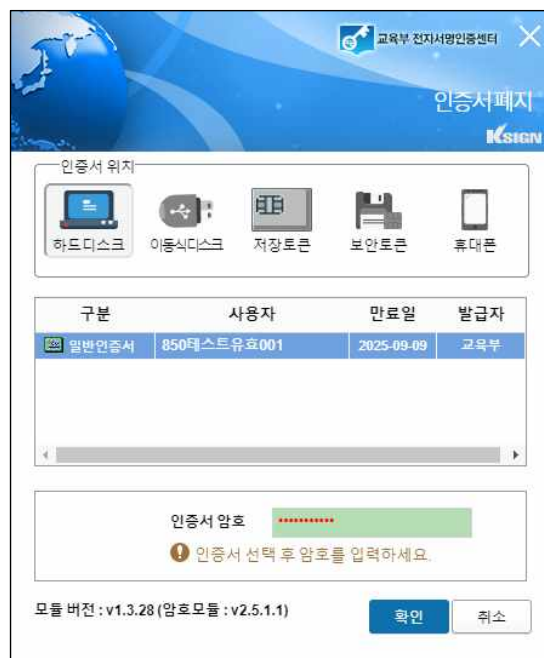 교육부 전자서명인증센터
인증서폐지
KSIGN
인증서 위치
하드디스크 이동식디스크 저장토큰 보안토큰 휴대폰
구분 사용자 만료일 발급자
일반인증서 850테스트유효001 2025-09-09 교육부
인증서 암호 •••••••••••
인증서 선택 후 암호를 입력하세요.
모듈 버전 : v1.3.28 (암호모듈 : v2.5.1.1)
확인 취소